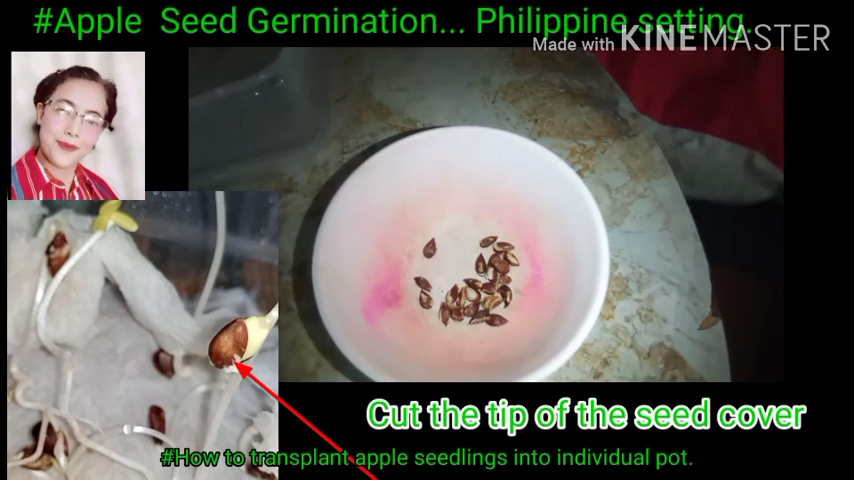 #Apple  Seed Germination... Philippine setting.
Made with KINEMASTER
Cut the tip of the seed cover
#How to transplant apple seedlings into individual pot.